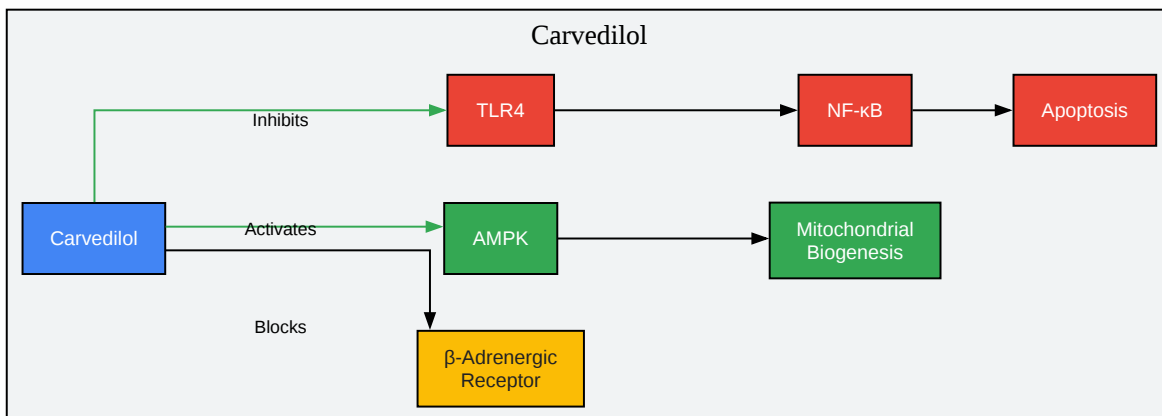 Carvedilol
Inhibits
TLR4
NF-κB
Apoptosis
Carvedilol
Activates
AMPK
Mitochondrial
Biogenesis
Blocks
β-Adrenergic
Receptor